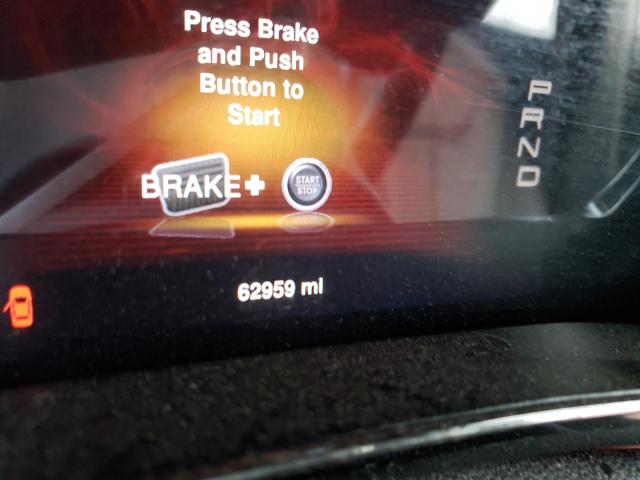 Press Brake
and Push
Button to
Start
BRAKE+
START
STOP
P
R
N
D
62959 mi